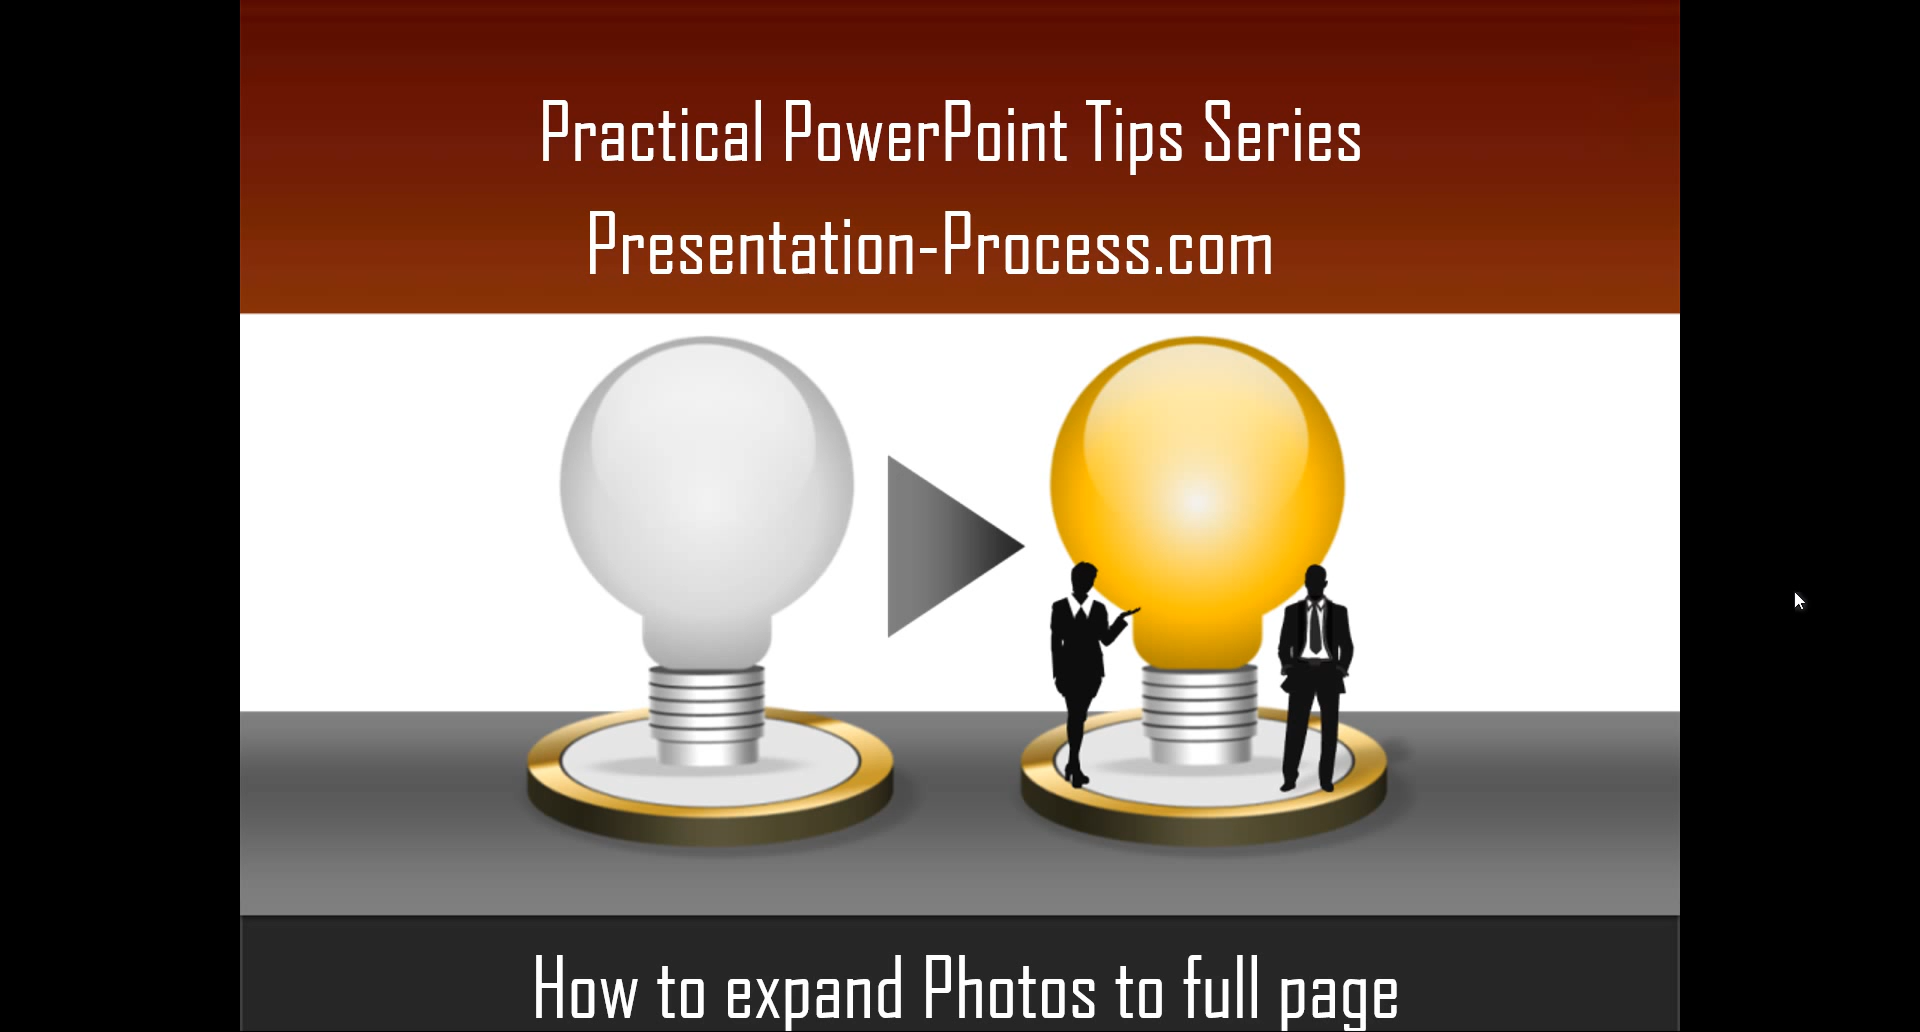 Practical PowerPoint Tips Series
Presentation-Process.com
How to expand Photos to full page